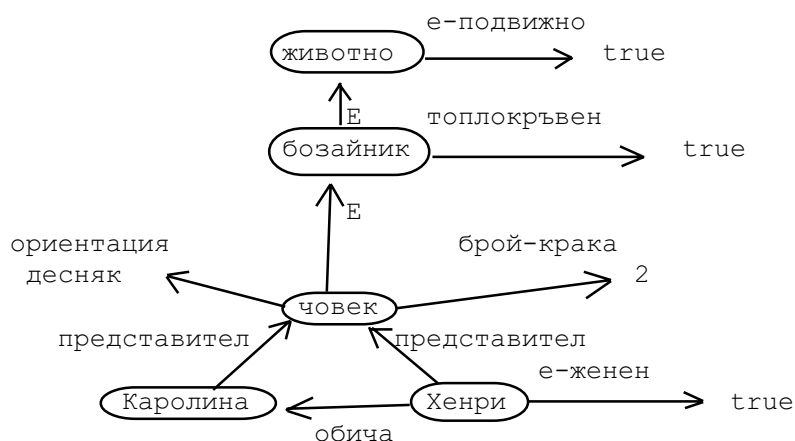 е-подвижно
животно
true
Е
топлокръвен
бозайник
true
Е
ориентация
десняк
брой-крака
2
човек
представител
представител
е-женен
Каролина
Хенри
true
обича